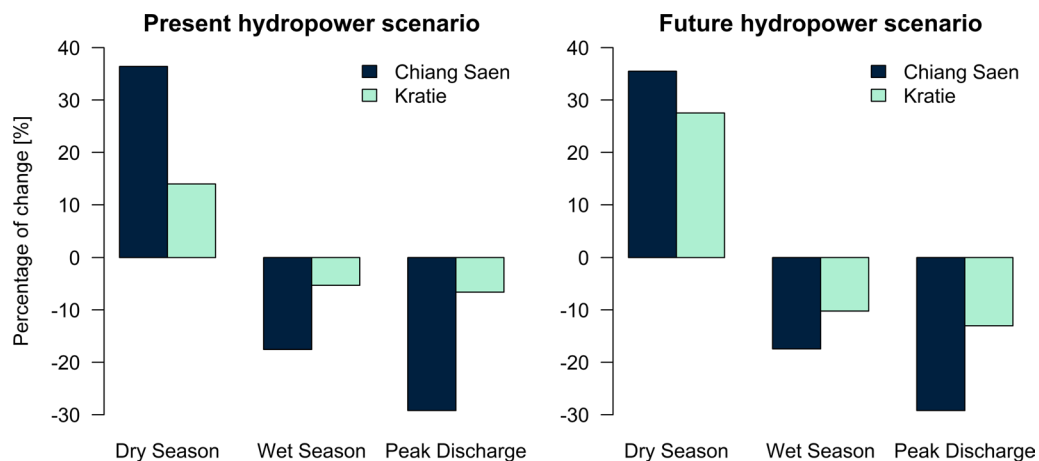 Present hydropower scenario
Percentage of change [%]
40
30
20
10
0
-10
-20
-30
Chiang Saen
Kratie
Dry Season Wet Season Peak Discharge
Future hydropower scenario
40
30
20
10
0
-10
-20
-30
Chiang Saen
Kratie
Dry Season Wet Season Peak Discharge